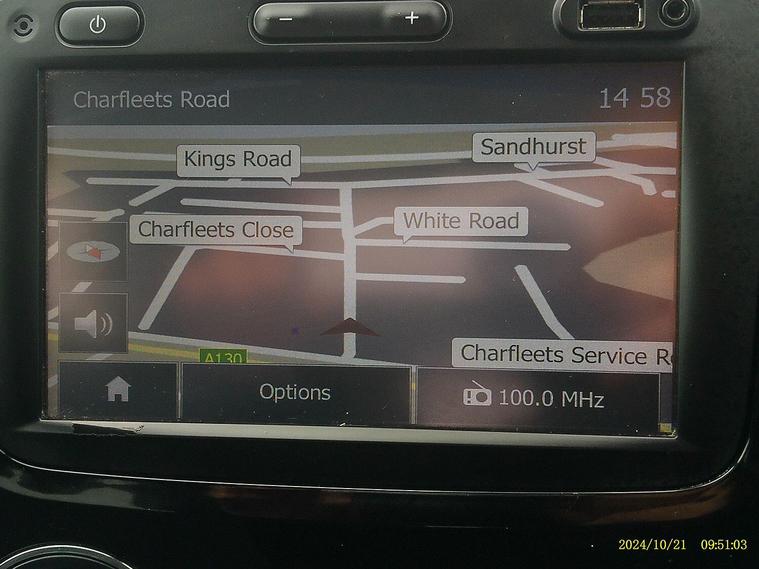 Charfleets Road
14 58
Kings Road
Sandhurst
Charfleets Close
White Road
A130
Charfleets Service R
Options
100.0 MHz
2024/10/21 09:51:03